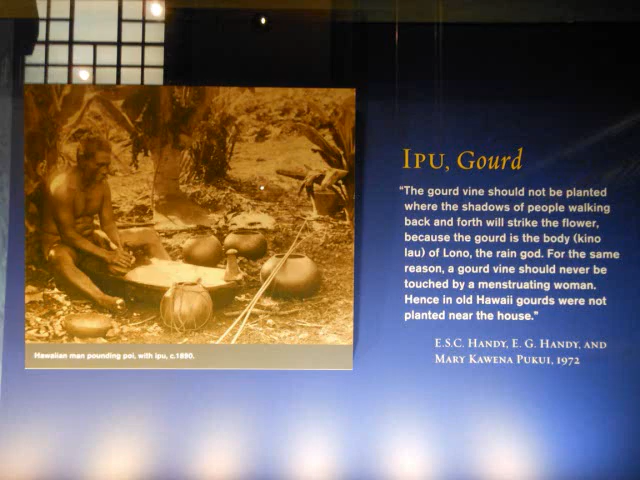 Ipu, Gourd
"The gourd vine should not be planted
where the shadows of people walking
back and forth will strike the flower,
because the gourd is the body (kino
lau) of Lono, the rain god. For the same
reason, a gourd vine should never be
touched by a menstruating woman.
Hence in old Hawaii gourds were not
planted near the house."
E.S.C. Handy, E. G. Handy, and
Mary Kawena Pukui, 1972
Hawaiian man pounding poi, with ipu, c.1890.